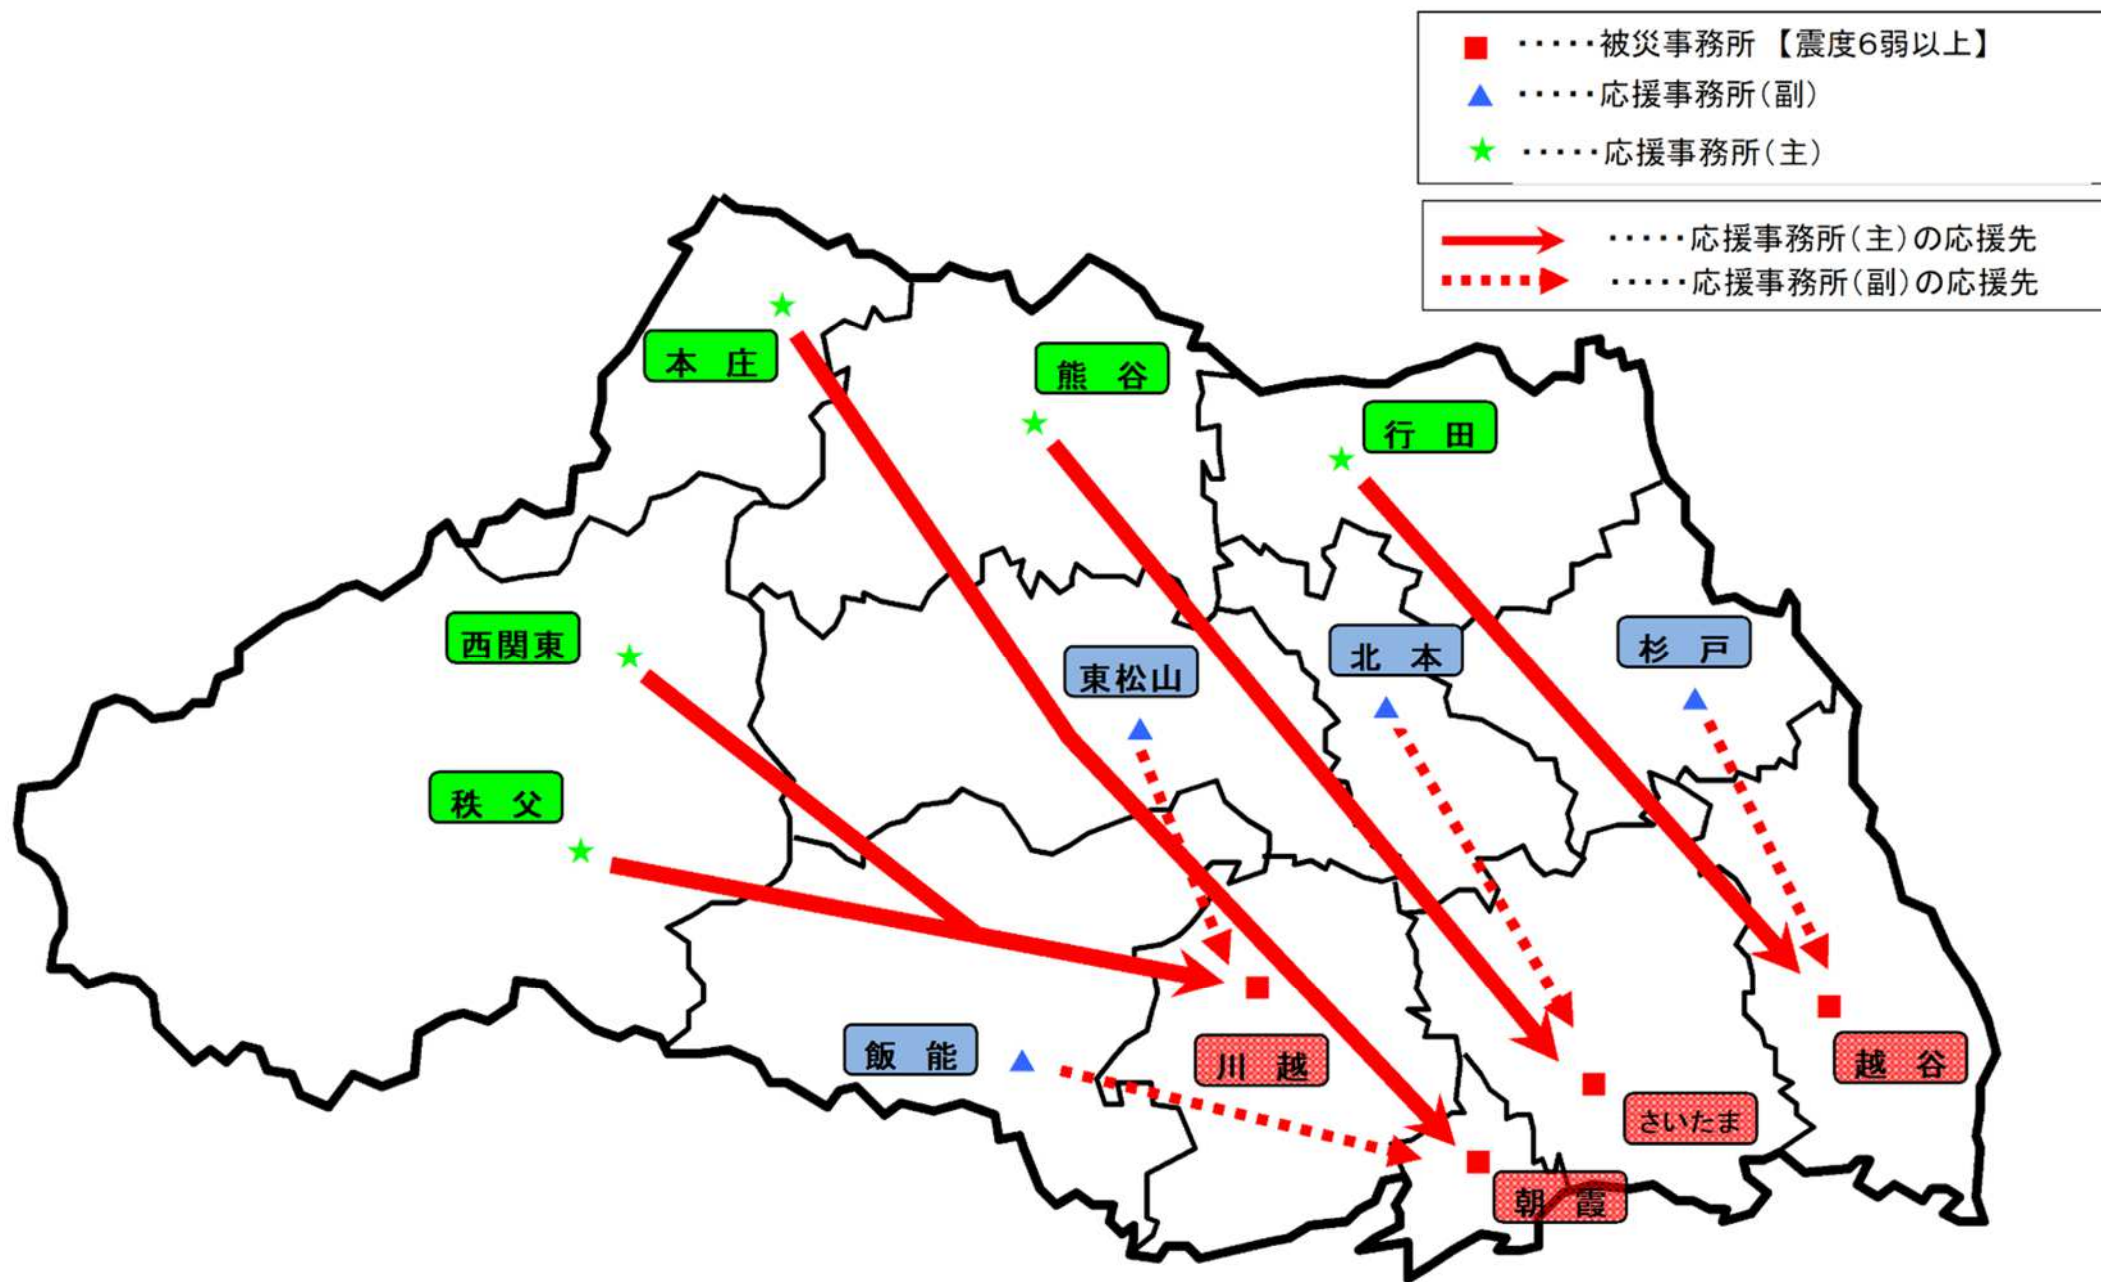 ·····被災事務所【震度6弱以上】
·····応援事務所(副)
·····応援事務所(主)
·····応援事務所(主)の応援先
·····応援事務所(副)の応援先
本 庄
熊 谷
行 田
西関東
東松山
北 本
杉 戸
秩 父
飯 能
川 越
越 谷
さいたま
朝 霞